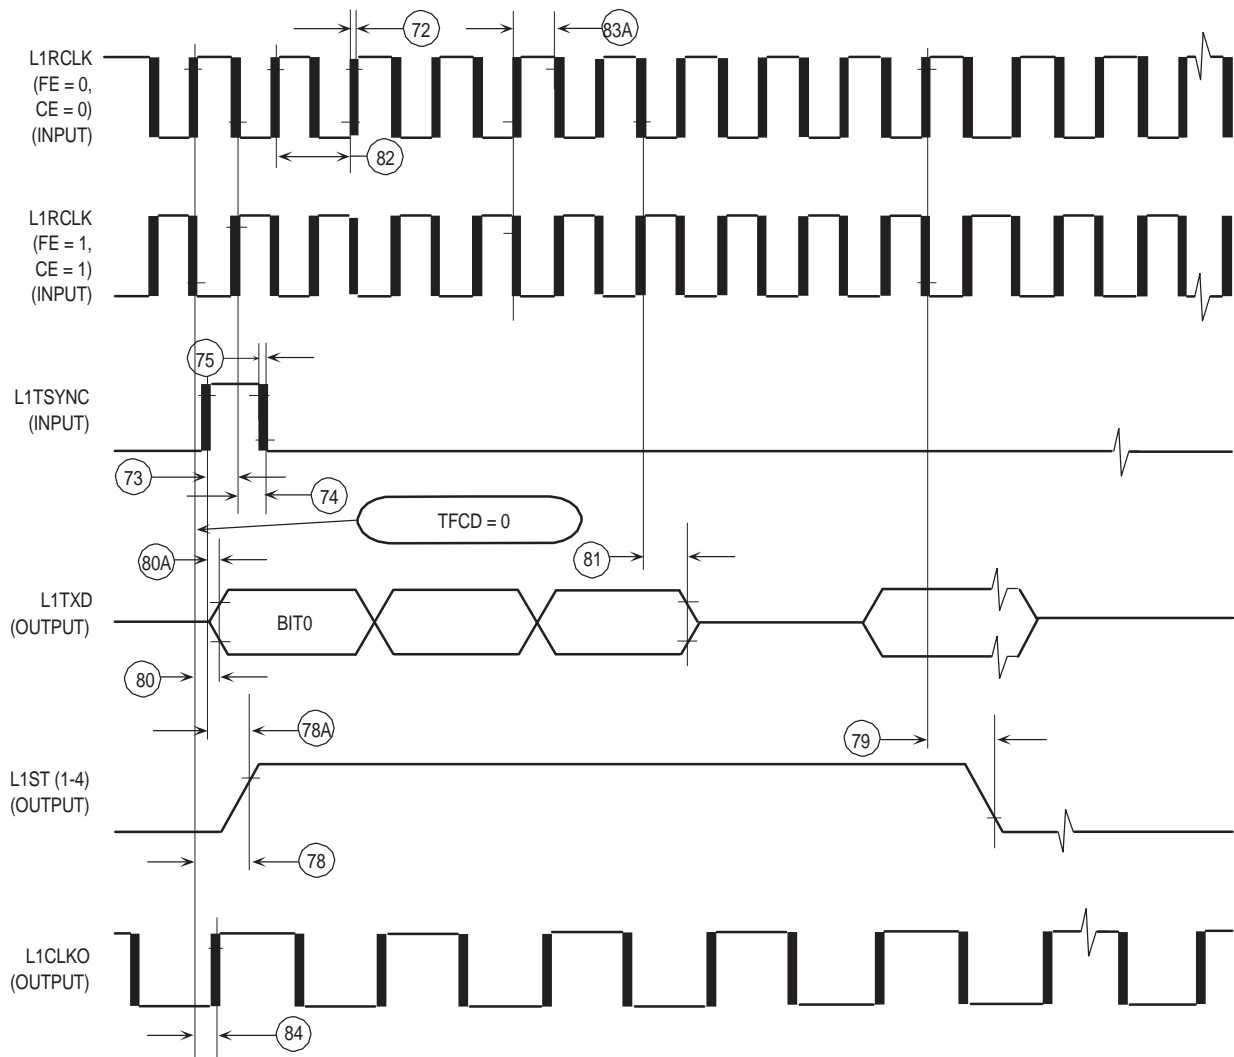 72
83A
L1RCLK
(FE = 0,
CE = 0)
(INPUT)
82
L1RCLK
(FE = 1,
CE = 1)
(INPUT)
75
L1TSYNC
(INPUT)
73
74
TFCD = 0
80A
81
L1TXD
(OUTPUT)
BIT0
80
78A
79
L1ST (1-4)
(OUTPUT)
78
L1CLKO
(OUTPUT)
84